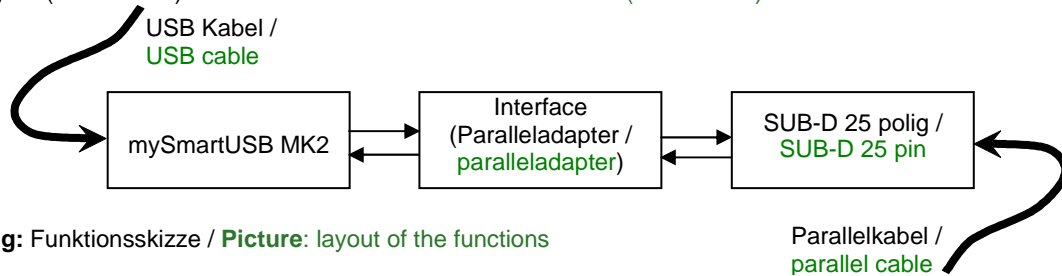 USB Kabel /
USB cable
mySmartUSB MK2
Interface
(Paralleladapter /
paralleladapter)
SUB-D 25 polig /
SUB-D 25 pin
g: Funktionsskizze / Picture: layout of the functions
Parallelkabel /
parallel cable